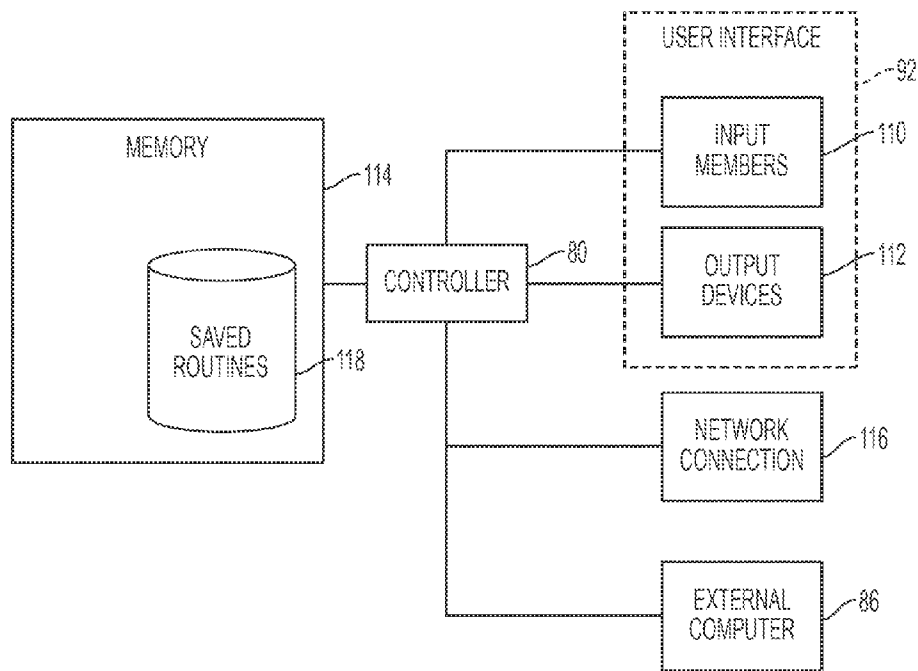 USER INTERFACE
92
MEMORY
INPUT
MEMBERS
110
114
CONTROLLER
80
OUTPUT
DEVICES
112
SAVED
ROUTINES
118
NETWORK
CONNECTION
116
EXTERNAL
COMPUTER
86